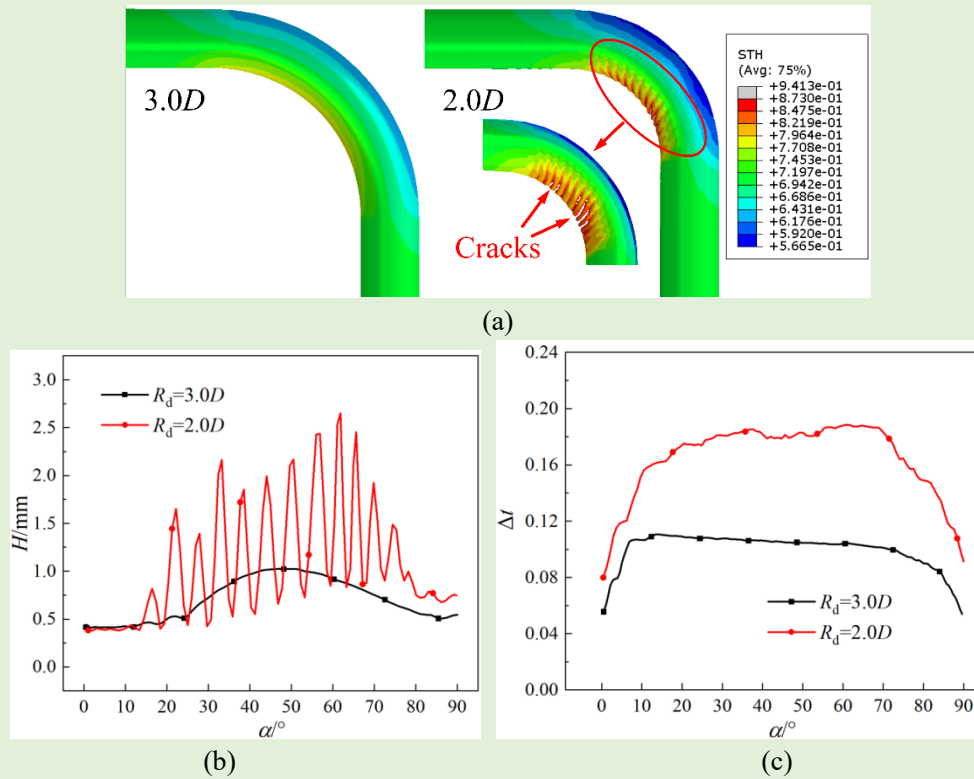 3.0D
2.0D
Cracks
STH
(Avg: 75%)
+9.413e-01
+8.730e-01
+8.475e-01
+8.219e-01
+7.964e-01
+7.708e-01
+7.453e-01
+7.197e-01
+6.942e-01
+6.686e-01
+6.431e-01
+6.176e-01
+5.920e-01
+5.665e-01
(a)
H/mm
3.0
2.5
2.0
1.5
1.0
0.5
0.0
Rd=3.0D
Rd=2.0D
0 10 20 30 40 50 60 70 80 90
α/°
(b)
Δt
0.24
0.20
0.16
0.12
0.08
0.04
0.00
Rd=3.0D
Rd=2.0D
0 10 20 30 40 50 60 70 80 90
α/°
(c)